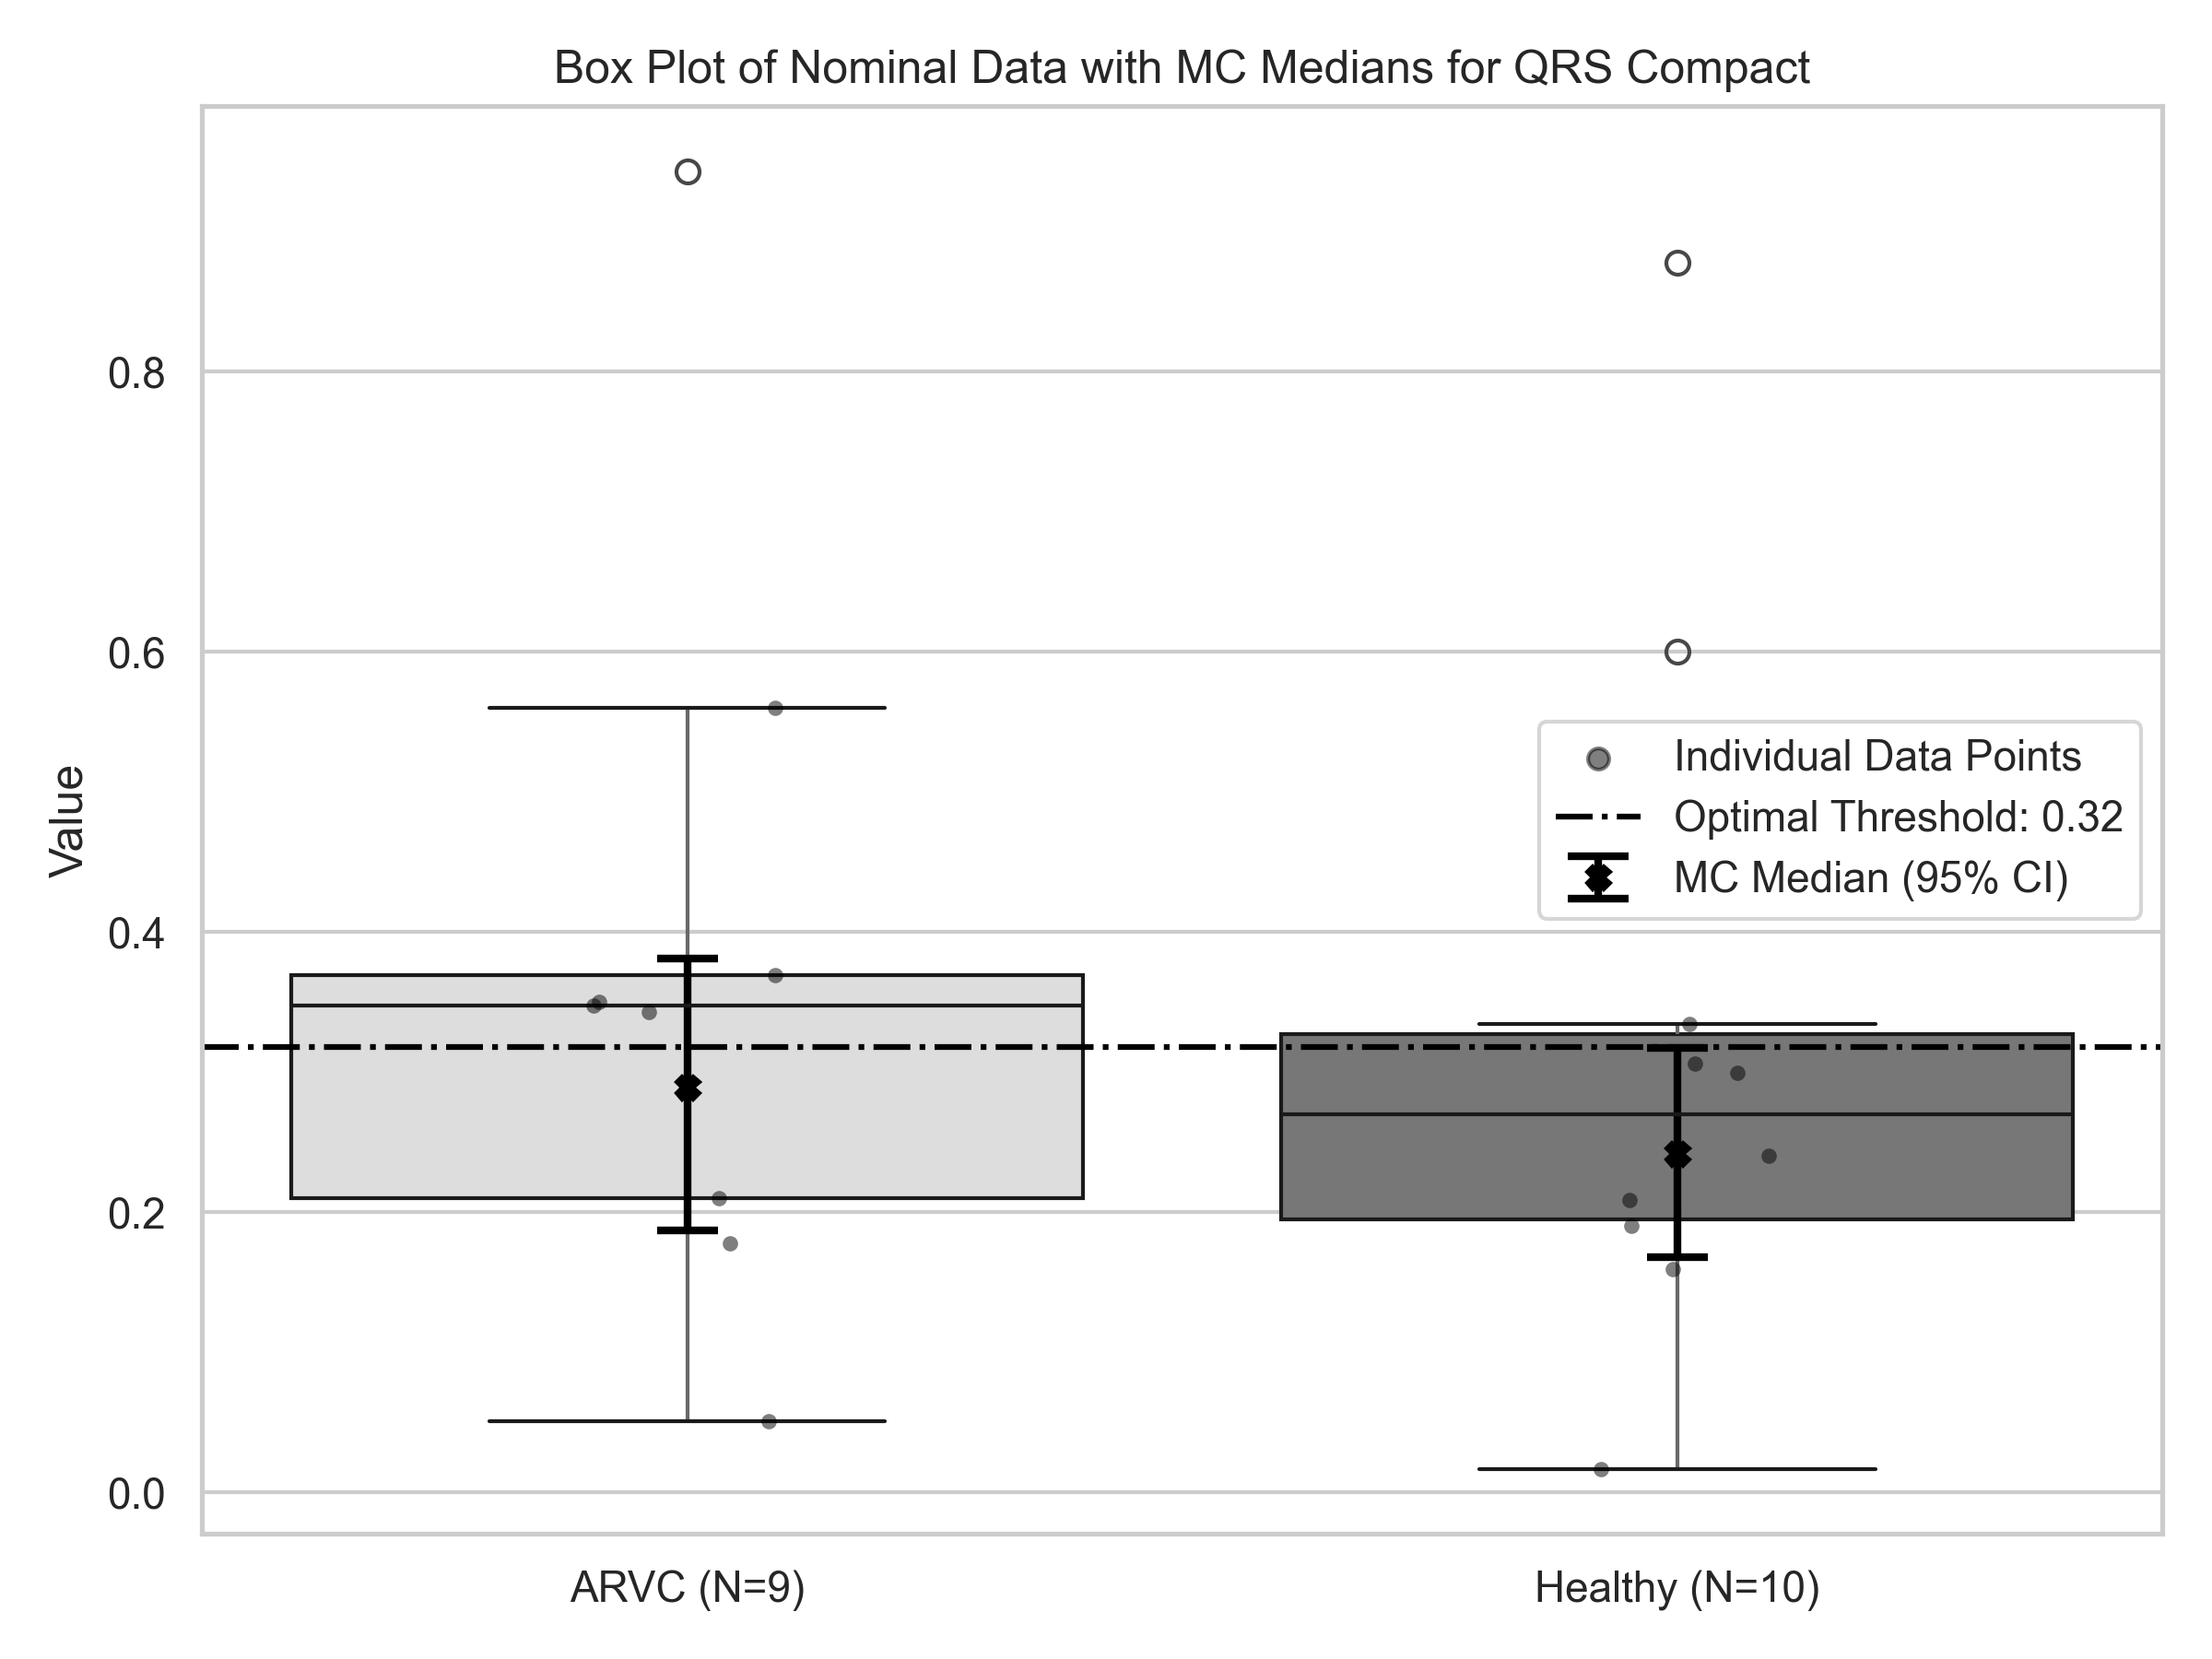 Box Plot of Nominal Data with MC Medians for QRS Compact
Value
0.8
0.6
0.4
0.2
0.0
Individual Data Points
Optimal Threshold: 0.32
MC Median (95% CI)
ARVC (N=9)
Healthy (N=10)